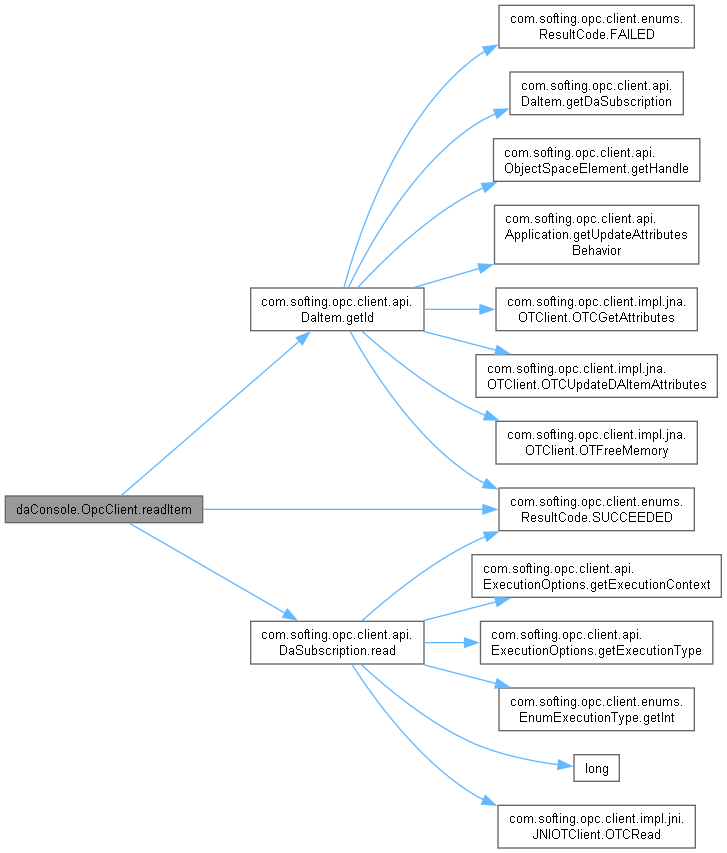 com.softing.opc.client.enums.
ResultCode.FAILED
com.softing.opc.client.api.
DaItem.getDaSubscription
com.softing.opc.client.api.
ObjectSpaceElement.getHandle
com.softing.opc.client.api.
Application.getUpdateAttributes
Behavior
com.softing.opc.client.api.
DaItem.getId
com.softing.opc.client.impl.jna.
OTClient.OTCGetAttributes
com.softing.opc.client.impl.jna.
OTClient.OTCUpdateDAItemAttributes
com.softing.opc.client.impl.jna.
OTClient.OTFreeMemory
daConsole.OpcClient.readItem
com.softing.opc.client.enums.
ResultCode.SUCCEEDED
com.softing.opc.client.api.
ExecutionOptions.getExecutionContext
com.softing.opc.client.api.
DaSubscription.read
com.softing.opc.client.api.
ExecutionOptions.getExecutionType
com.softing.opc.client.enums.
EnumExecutionType.getInt
long
com.softing.opc.client.impl.jni.
JNIOTClient.OTCRead